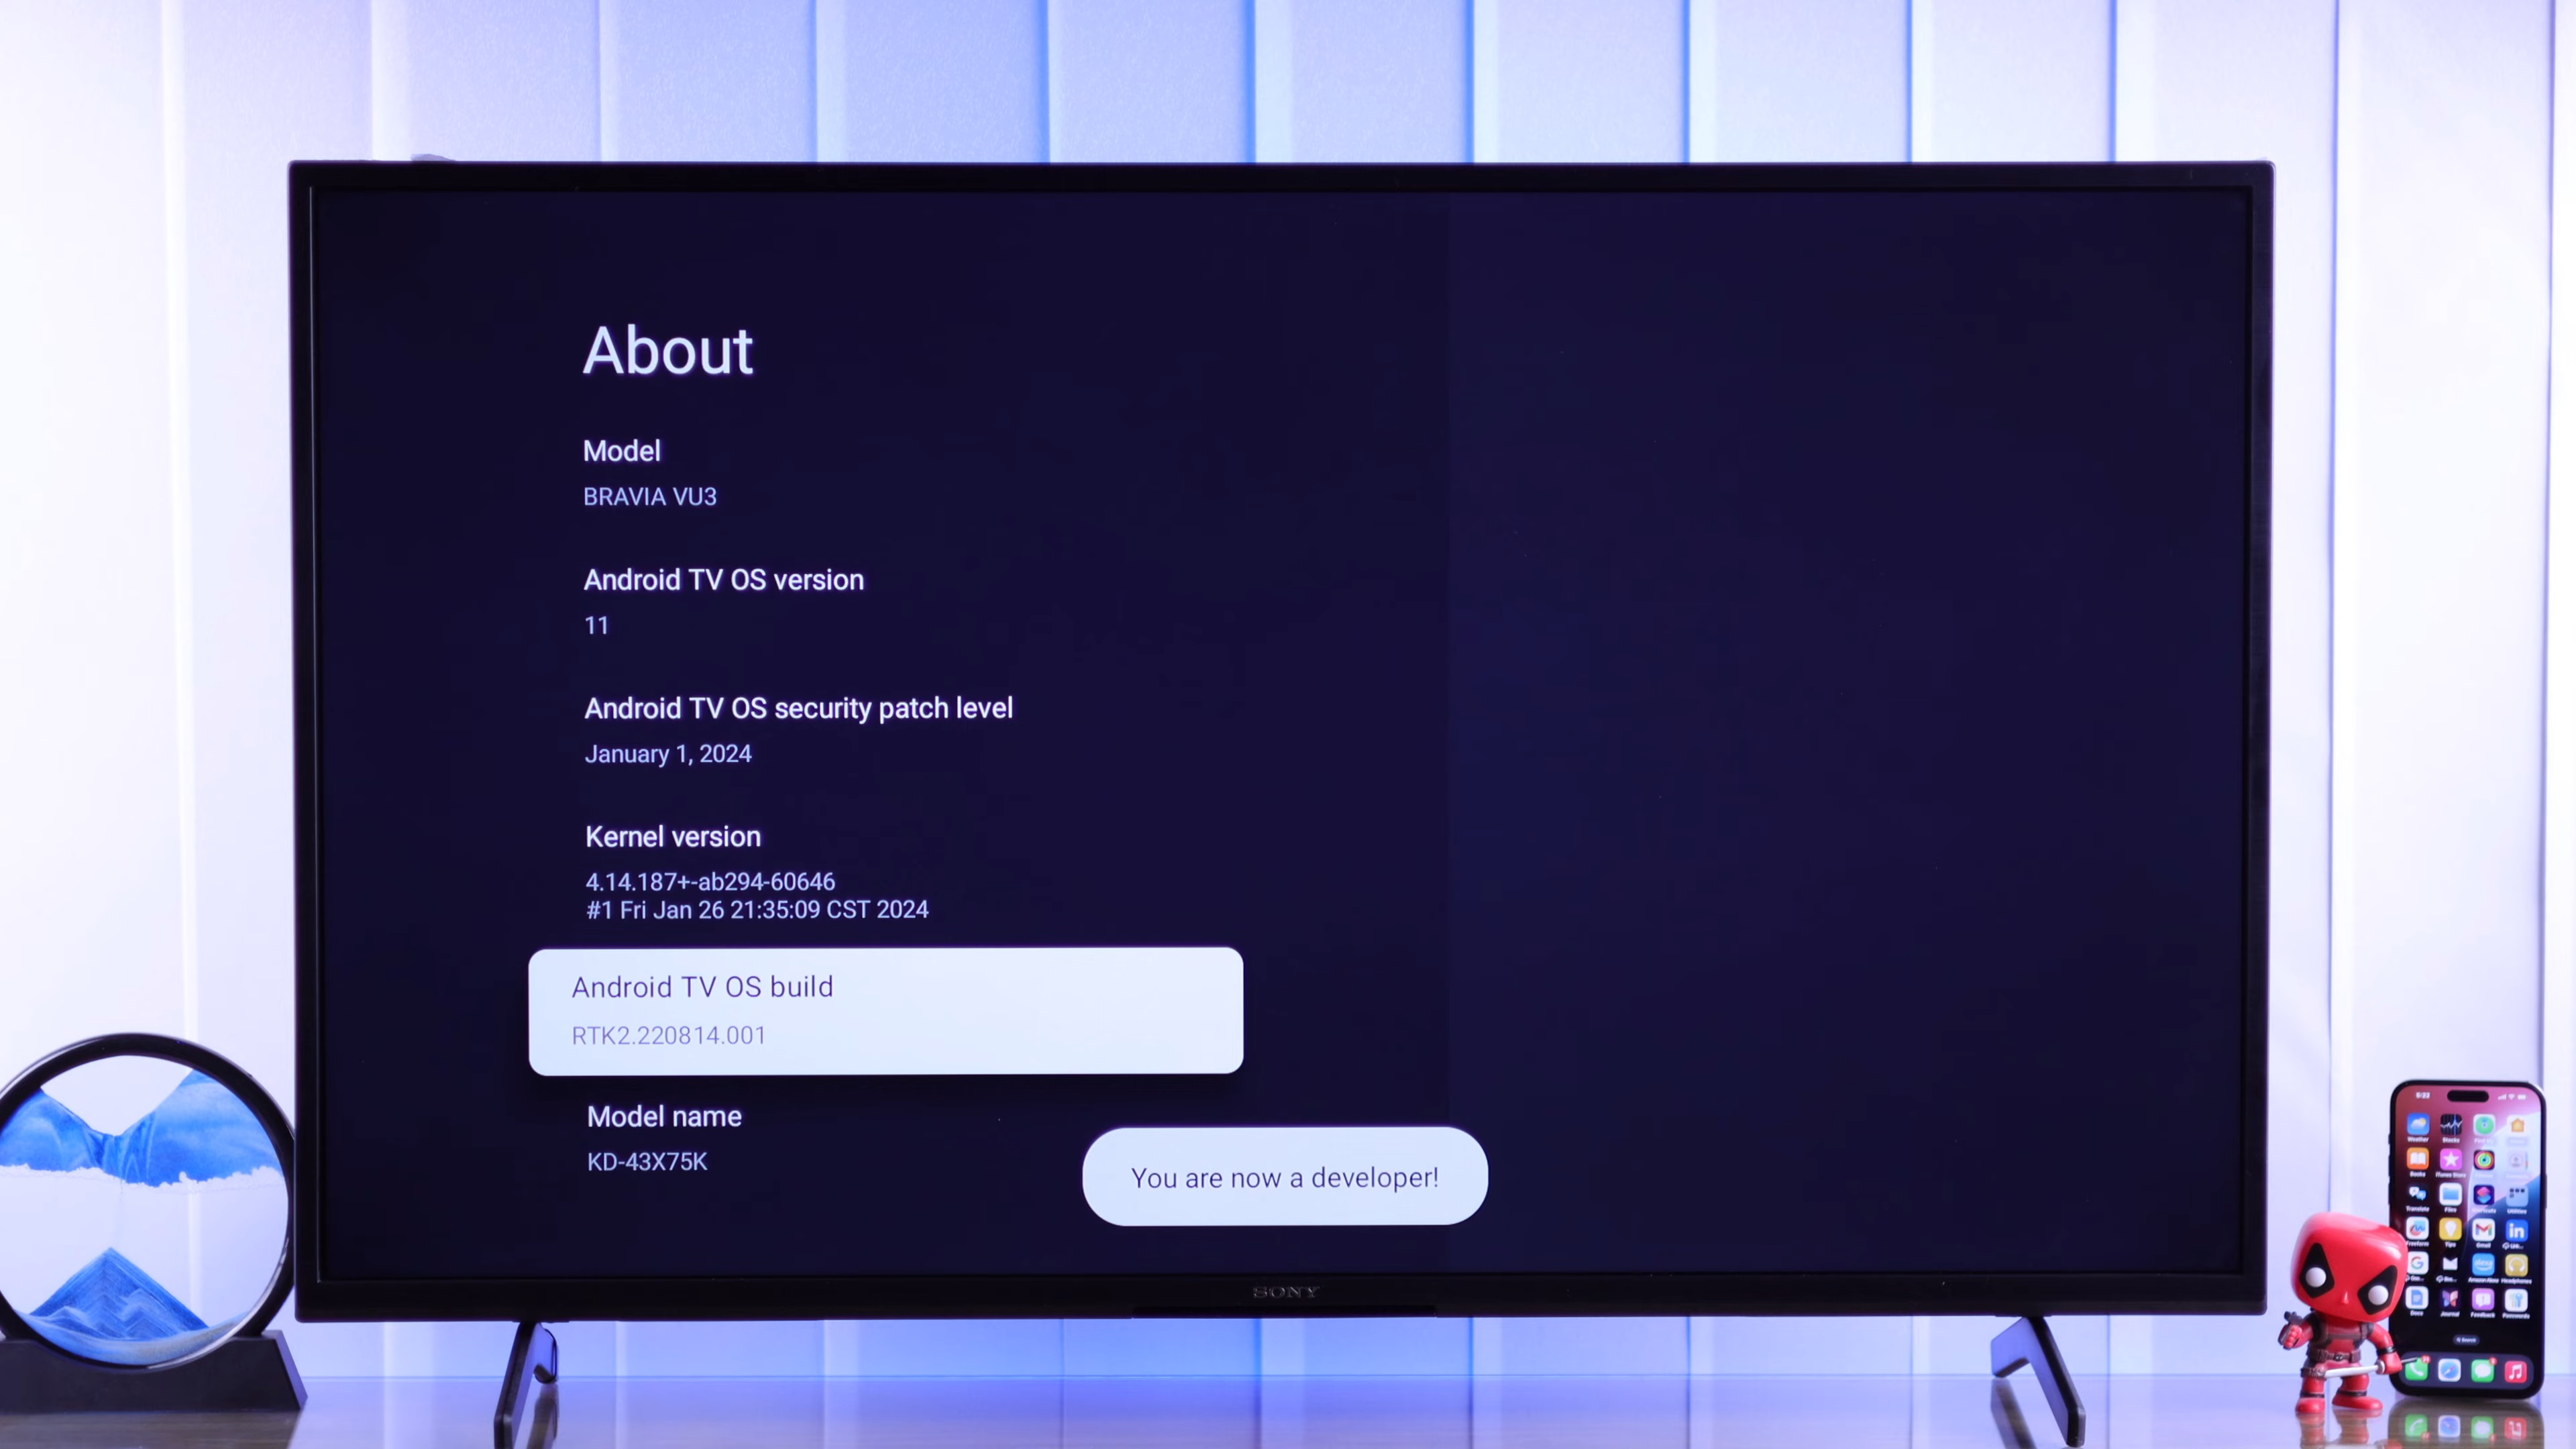 About
Model
BRAVIA VU3
Android TV OS version
11
Android TV OS security patch level
January 1, 2024
Kernel version
4.14.187+-ab294-60646
#1 Fri Jan 26 21:35:09 CST 2024
Android TV OS build
RTK2.220814.001
Model name
KD-43X75K
You are now a developer!
SONY